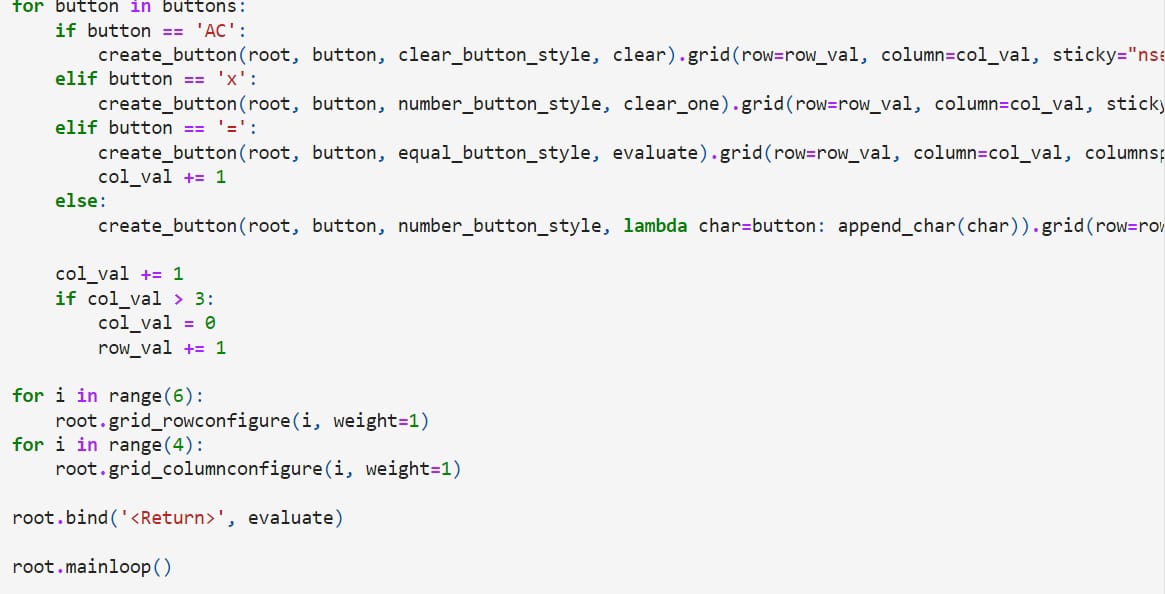 for button in buttons:
    if button == 'AC':
        create_button(root, button, clear_button_style, clear).grid(row=row_val, column=col_val, sticky="nse
    elif button == 'x':
        create_button(root, button, number_button_style, clear_one).grid(row=row_val, column=col_val, sticky
    elif button == '=':
        create_button(root, button, equal_button_style, evaluate).grid(row=row_val, column=col_val, columnsp
        col_val += 1
    else:
        create_button(root, button, number_button_style, lambda char=button: append_char(char)).grid(row=row
    col_val += 1
    if col_val > 3:
        col_val = 0
        row_val += 1
for i in range(6):
    root.grid_rowconfigure(i, weight=1)
for i in range(4):
    root.grid_columnconfigure(i, weight=1)
root.bind('<Return>', evaluate)
root.mainloop()